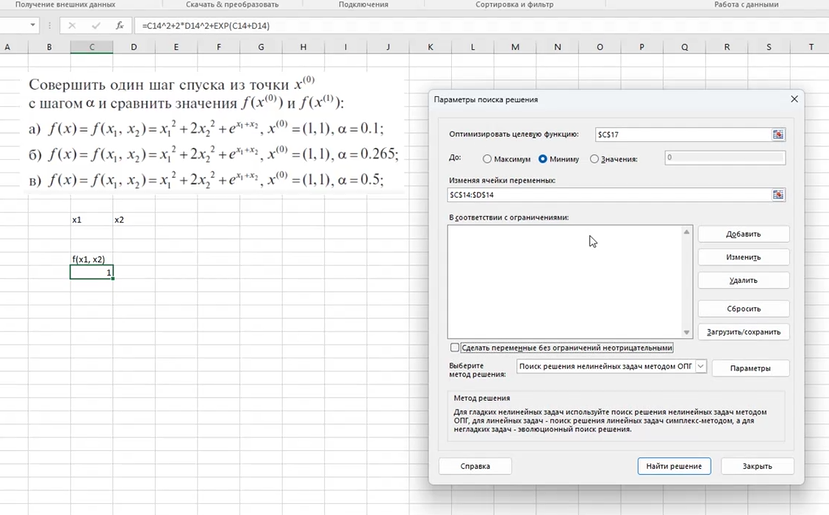 Получение внешних данных Скачать & преобразовать Подключения Сортировка и фильтр Работа с данными
fx =C14^2+2*D14^2+EXP(C14+D14)
A B C D E F G H I J K L M N O P Q R S T
Совершить один шаг спуска из точки x^(0)
с шагом α и сравнить значения f(x^(0)) и f(x^(1)):
а) f(x) = f(x₁, x₂) = x₁² + 2x₂² + e^(x₁+x₂), x^(0) = (1, 1), α = 0.1;
б) f(x) = f(x₁, x₂) = x₁² + 2x₂² + e^(x₁+x₂), x^(0) = (1, 1), α = 0.265;
в) f(x) = f(x₁, x₂) = x₁² + 2x₂² + e^(x₁+x₂), x^(0) = (1, 1), α = 0.5;
x1 x2
f(x1, x2)
1
Параметры поиска решения
Оптимизировать целевую функцию: $C$17
До: Максимум Миниму Значения: 0
Изменяя ячейки переменных:
$C$14:$D$14
В соответствии с ограничениями:
Добавить
Изменить
Удалить
Сбросить
Загрузить/сохранить
Сделать переменные без ограничений неотрицательными
Выберите
метод решения:
Поиск решения нелинейных задач методом ОПГ
Параметры
Метод решения
Для гладких нелинейных задач используйте поиск решения нелинейных задач методом
ОПГ, для линейных задач - поиск решения линейных задач симплекс-методом, а для
негладких задач - эволюционный поиск решения.
Справка Найти решение Закрыть